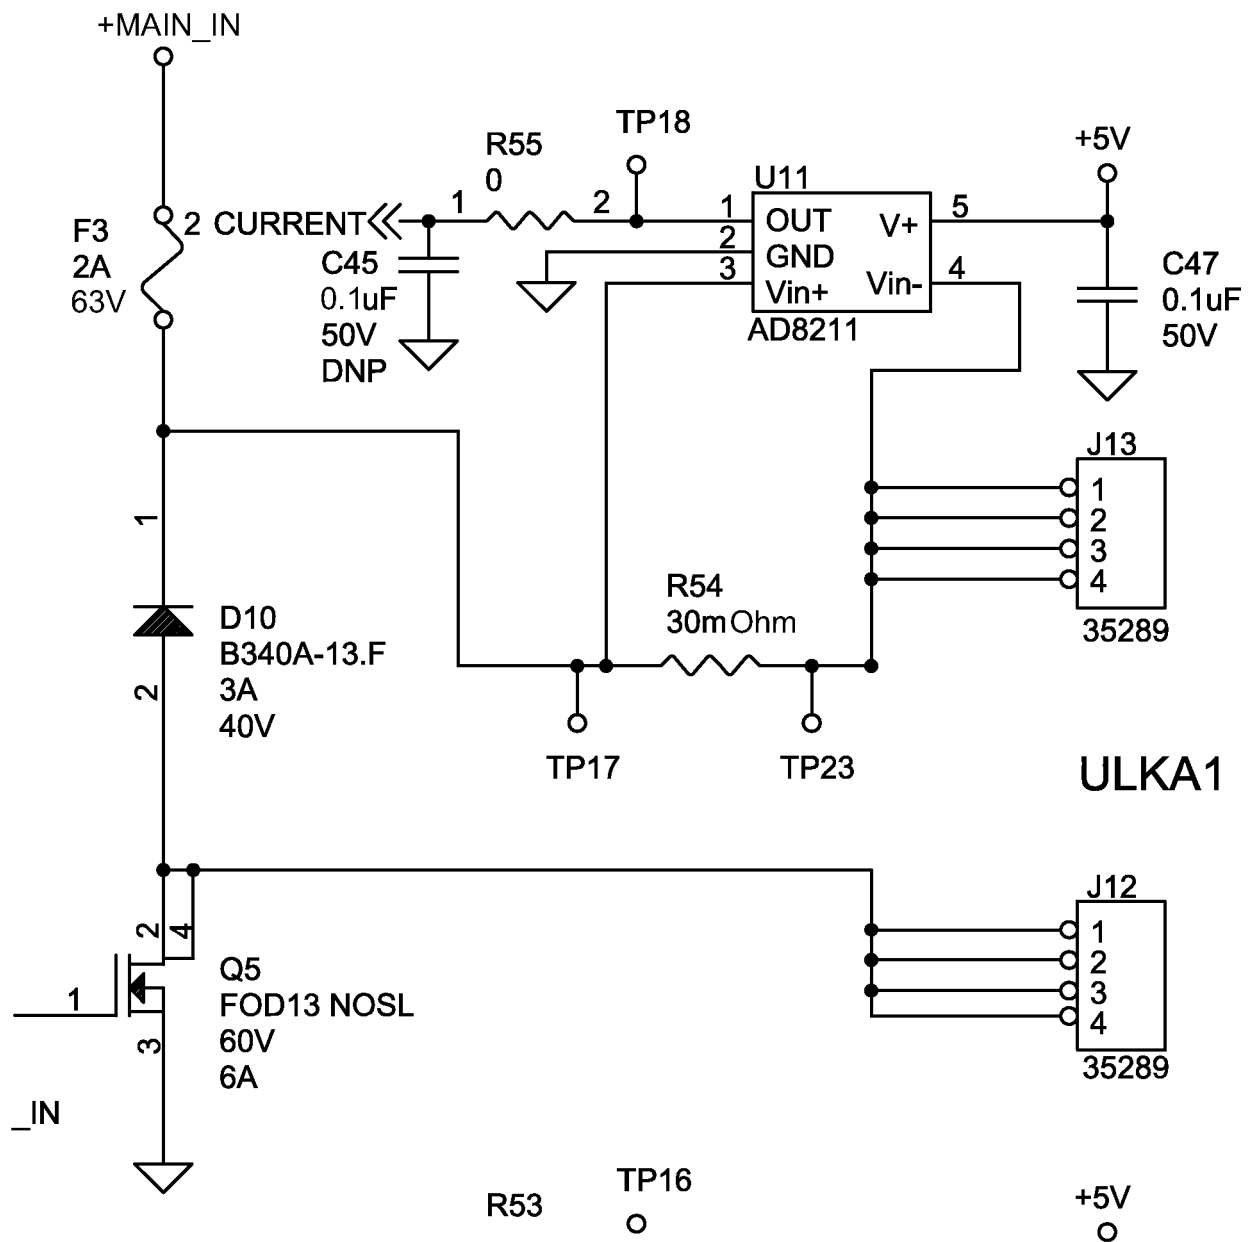 +MAIN_IN
TP18
R55
0
+5V
U11
1
2
1
5
OUT
V+
F3
2A
63V
2
CURRENT
2
GND
3
4
Vin+
Vin-
AD8211
C45
0.1uF
50V
DNP
C47
0.1uF
50V
J13
1
2
3
4
35289
1
R54
30mOhm
D10
B340A-13.F
3A
40V
2
TP17
TP23
ULKA1
J12
1
2
3
4
35289
2
4
Q5
FOD13 NOSL
60V
6A
1
3
_IN
TP16
R53
+5V